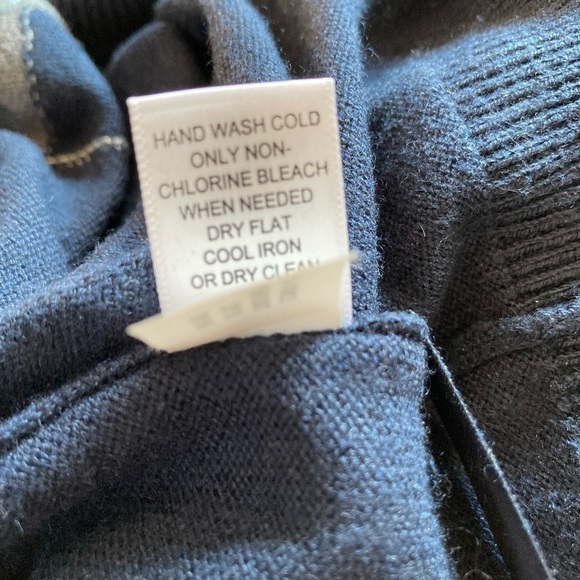 HAND WASH COLD
ONLY NON-
CHLORINE BLEACH
WHEN NEEDED
DRY FLAT
COOL IRON
OR DRY CLEAN